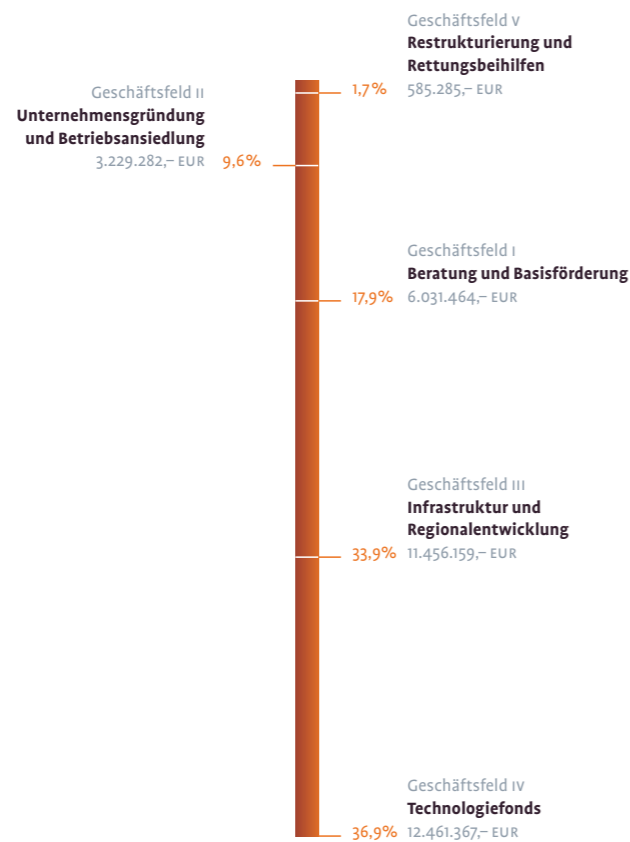 Geschäftsfeld V
Restrukturierung und
Rettungsbeihilfen
1,7% 585.285,– EUR
Geschäftsfeld II
Unternehmensgründung
und Betriebsansiedlung
3.229.282,– EUR 9,6%
Geschäftsfeld I
Beratung und Basisförderung
17,9% 6.031.464,– EUR
Geschäftsfeld III
Infrastruktur und
Regionalentwicklung
33,9% 11.456.159,– EUR
Geschäftsfeld IV
Technologiefonds
36,9% 12.461.367,– EUR